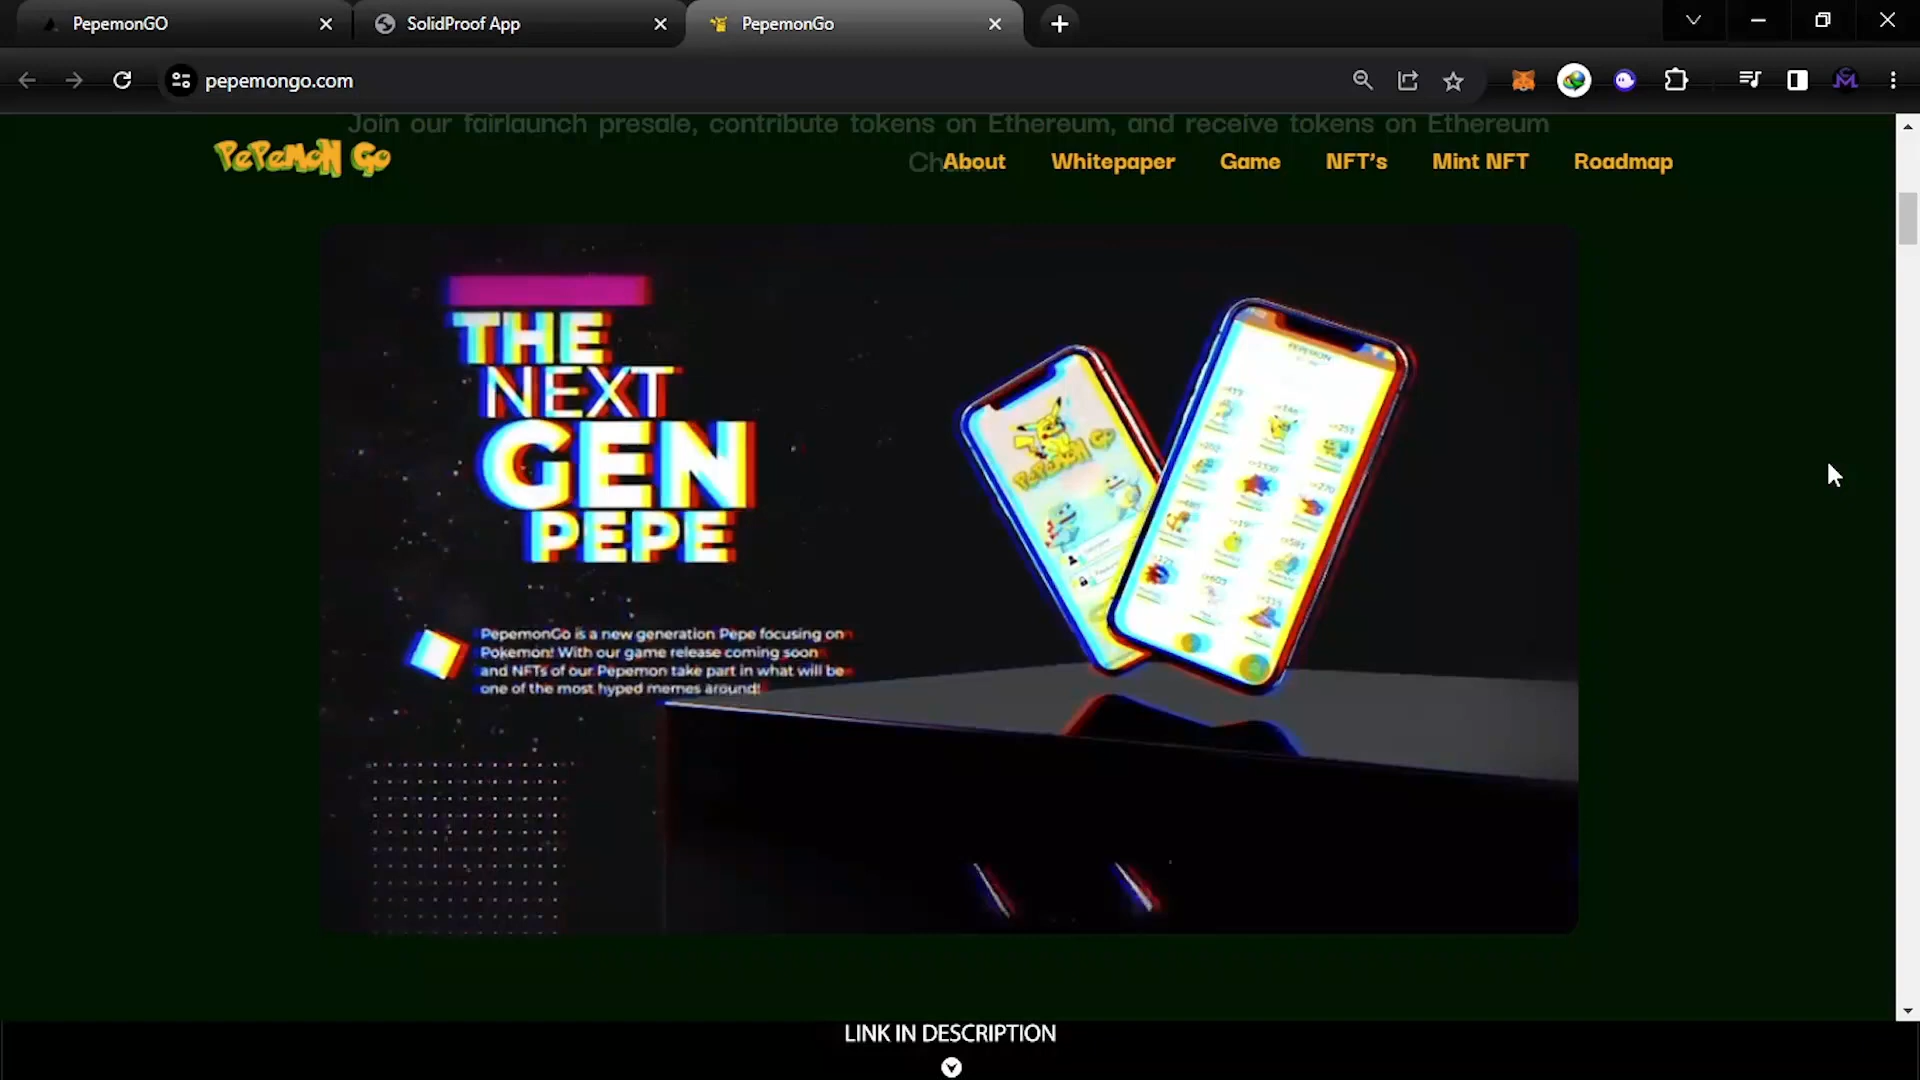 PepemonGO
SolidProof App
PepemonGo
pepemongo.com
Join our fairlaunch presale, contribute tokens on Ethereum, and receive tokens on Ethereum
PePeMoN Go
About
Whitepaper
Game
NFT's
Mint NFT
Roadmap
THE
NEXT
GEN
PEPE
PepemonGo is a new generation Pepe focusing on
Pokemon! With our game release coming soon
and NFTs of our Pepemon take part in what will be
one of the most hyped memes around!
PEPEMON
PePeMoN Go
LINK IN DESCRIPTION